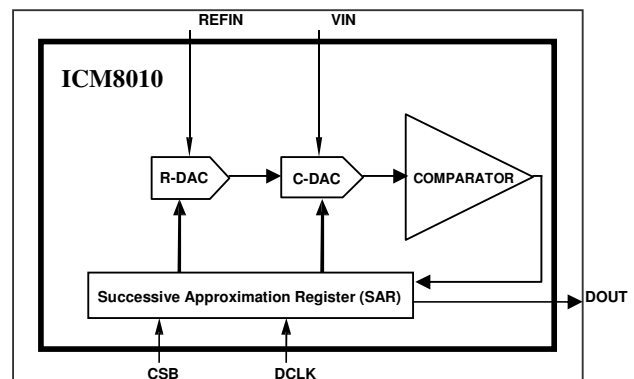 REFIN
VIN
ICM8010
R-DAC
C-DAC
COMPARATOR
Successive Approximation Register (SAR)
DOUT
CSB
DCLK